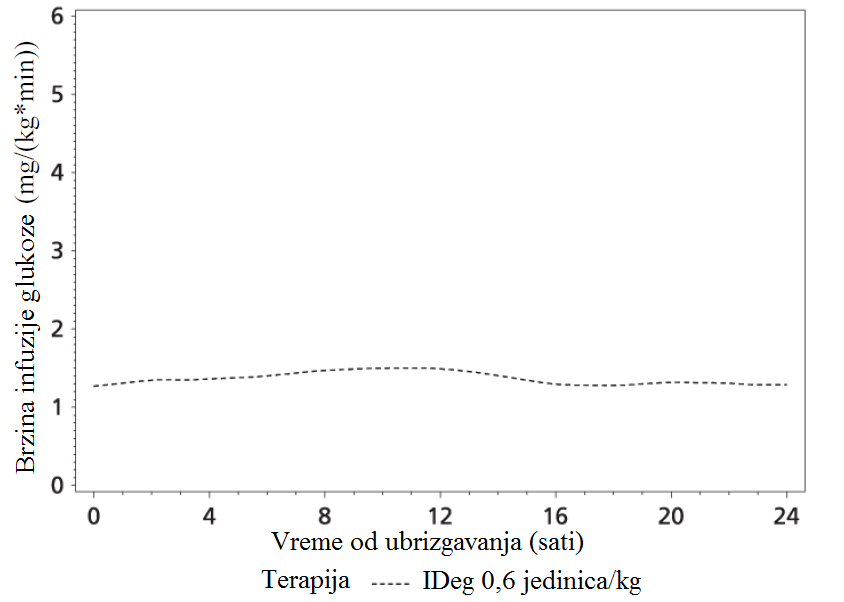 Brzina infuzije glukoze (mg/(kg*min))
6
5
4
3
2
1
0
0 4 8 12 16 20 24
Vreme od ubrizgavanja (sati)
Terapija ----- IDeg 0,6 jedinica/kg